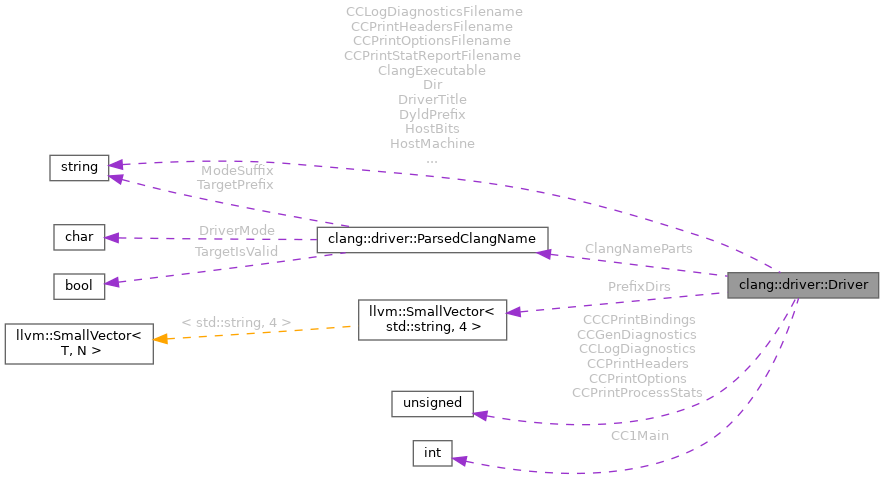 CCLogDiagnosticsFilename
CCPrintHeadersFilename
CCPrintOptionsFilename
CCPrintStatReportFilename
ClangExecutable
Dir
DriverTitle
DyldPrefix
HostBits
HostMachine
...
string
ModeSuffix
TargetPrefix
char
DriverMode
TargetIsValid
bool
clang::driver::ParsedClangName
ClangNameParts
clang::driver::Driver
PrefixDirs
llvm::SmallVector<
std::string, 4 >
< std::string, 4 >
llvm::SmallVector<
T, N >
CCCPrintBindings
CCGenDiagnostics
CCLogDiagnostics
CCPrintHeaders
CCPrintOptions
CCPrintProcessStats
unsigned
CC1Main
int